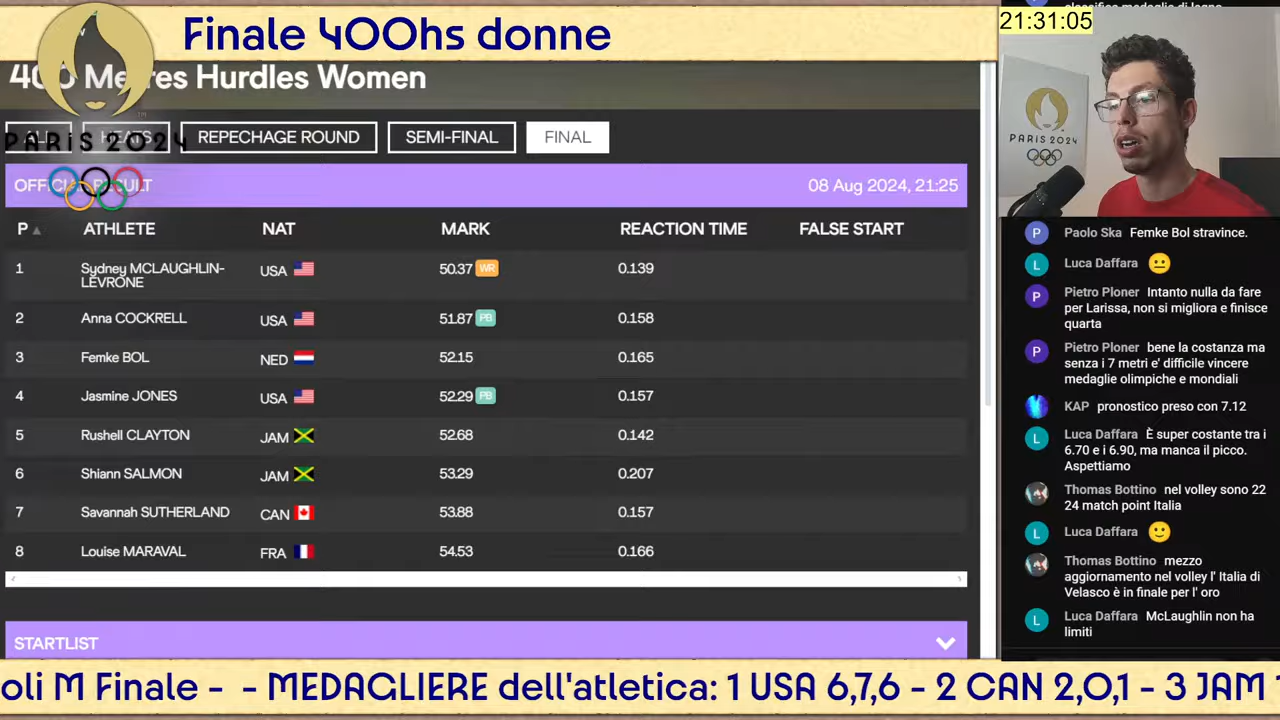 Finale 400hs donne
400 Metres Hurdles Women
ALL HEATS REPECHAGE ROUND SEMI-FINAL FINAL
PARIS 2024
OFFICIAL RESULT 08 Aug 2024, 21:25
P ATHLETE NAT MARK REACTION TIME FALSE START
1 Sydney MCLAUGHLIN-LEVRONE USA 50.37 WR 0.139
2 Anna COCKRELL USA 51.87 PB 0.158
3 Femke BOL NED 52.15 0.165
4 Jasmine JONES USA 52.29 PB 0.157
5 Rushell CLAYTON JAM 52.68 0.142
6 Shiann SALMON JAM 53.29 0.207
7 Savannah SUTHERLAND CAN 53.88 0.157
8 Louise MARAVAL FRA 54.53 0.166
STARTLIST
oli M Finale - - MEDAGLIERE dell'atletica: 1 USA 6,7,6 - 2 CAN 2,0,1 - 3 JAM 1
21:31:05
PARIS 2024
P Paolo Ska Femke Bol stravince.
L Luca Daffara
P Pietro Ploner Intanto nulla da fare
per Larissa, non si migliora e finisce
quarta
P Pietro Ploner bene la costanza ma
senza i 7 metri e' difficile vincere
medaglie olimpiche e mondiali
KAP pronostico preso con 7.12
L Luca Daffara È super costante tra i
6.70 e i 6.90, ma manca il picco.
Aspettiamo
Thomas Bottino nel volley sono 22
24 match point Italia
L Luca Daffara
Thomas Bottino mezzo
aggiornamento nel volley l' Italia di
Velasco è in finale per l' oro
L Luca Daffara McLaughlin non ha
limiti